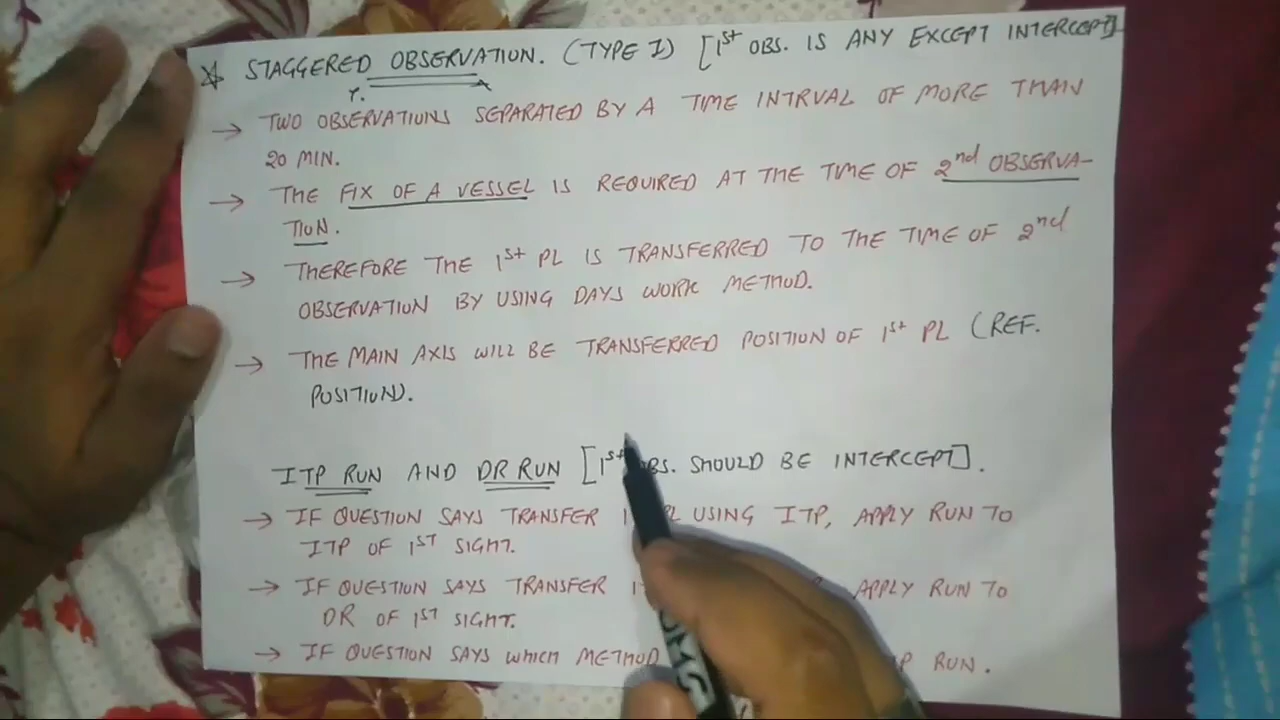 STAGGERED OBSERVATION. (TYPE I) [1st OBS. IS ANY EXCEPT INTERCEPT]
TWO OBSERVATIONS SEPARATED BY A TIME INTRVAL OF MORE THAN
20 MIN.
→ THE FIX OF A VESSEL IS REQUIRED AT THE TIME OF 2nd OBSERVA-
TION.
→ THEREFORE THE 1st PL IS TRANSFERRED TO THE TIME OF 2nd
OBSERVATION BY USING DAYS WORK METHOD.
→ THE MAIN AXIS WILL BE TRANSFERRED POSITION OF 1st PL (REF.
POSITION).
ITP RUN AND DR RUN [1st OBS. SHOULD BE INTERCEPT].
→ IF QUESTION SAYS TRANSFER PL USING ITP, APPLY RUN TO
ITP OF 1ST SIGHT.
→ IF QUESTION SAYS TRANSFER APPLY RUN TO
DR OF 1ST SIGHT.
→ IF QUESTION SAYS WHICH METHOD RUN.